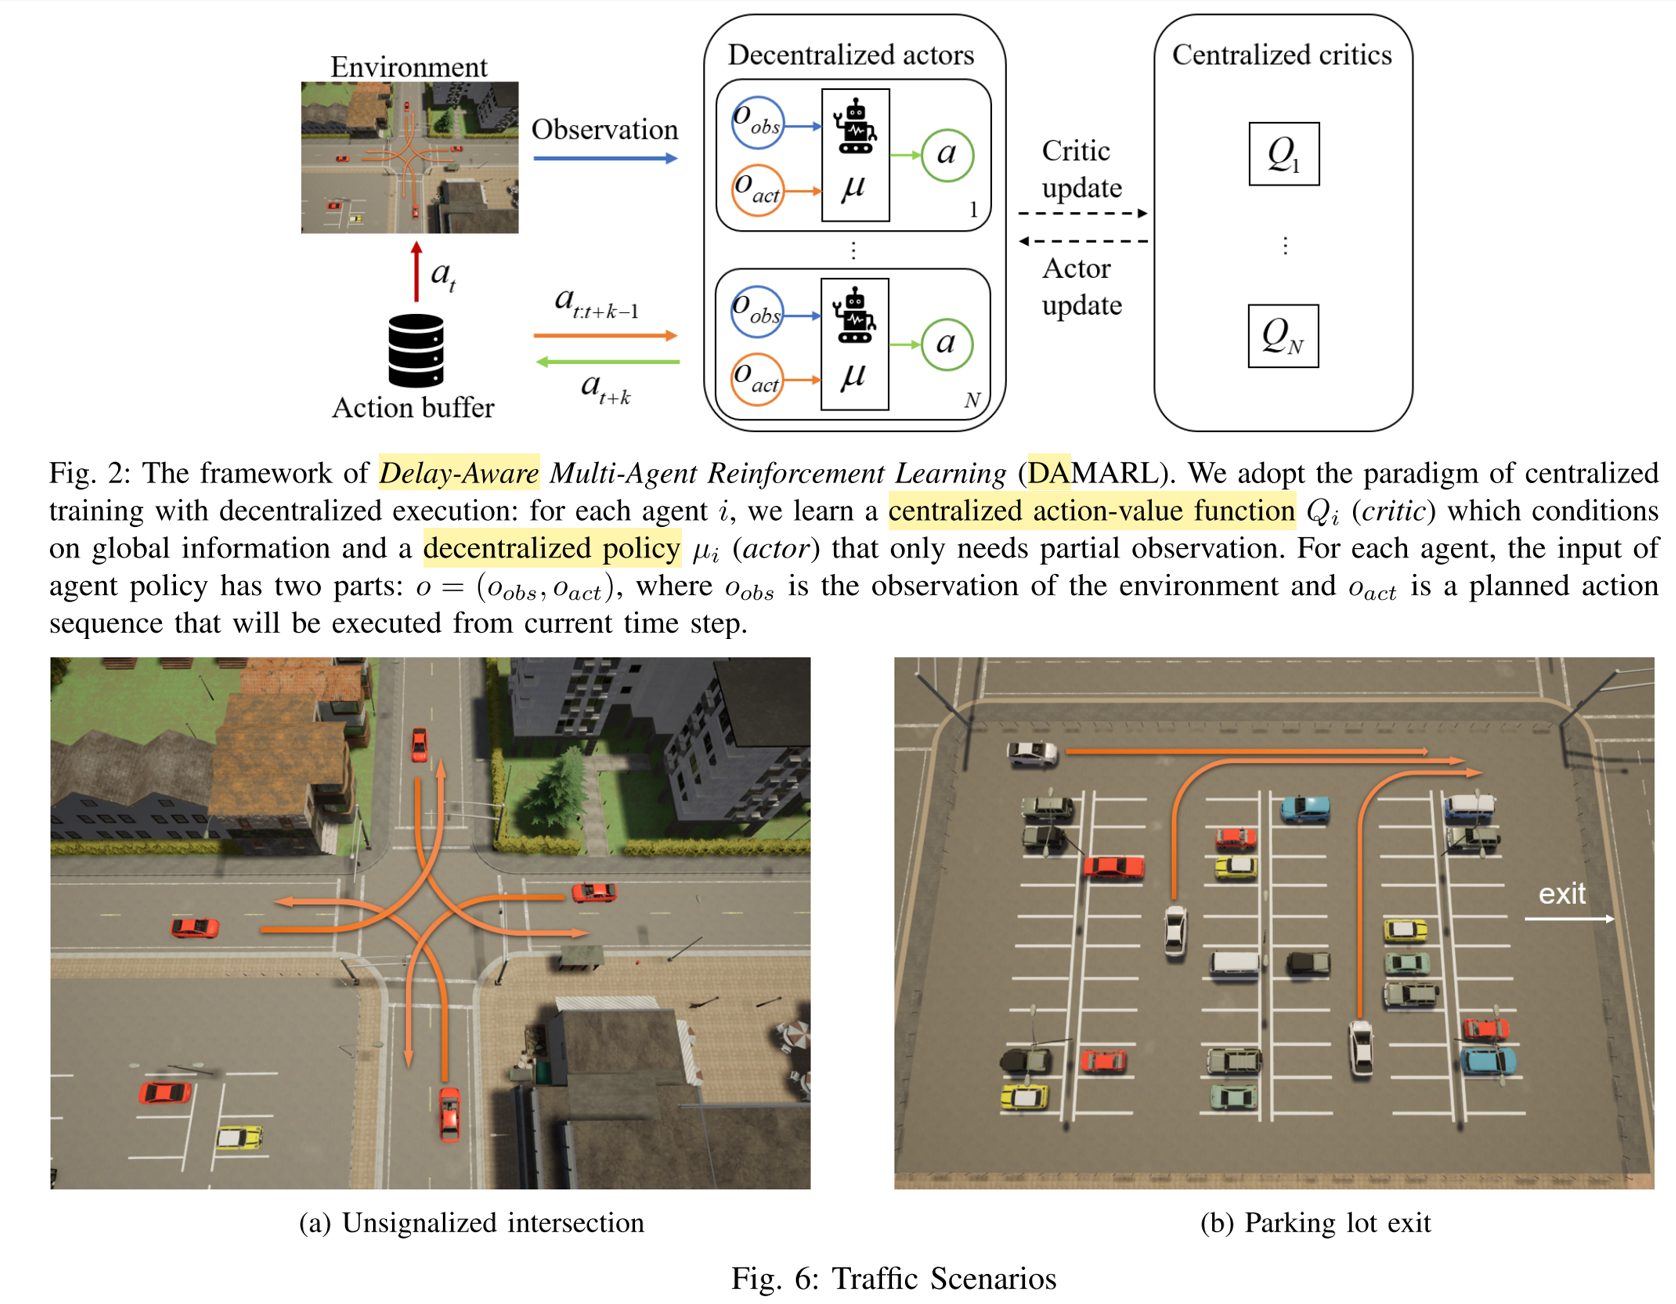 Environment
Observation
a_t
a_{t:t+k-1}
a_{t+k}
Action buffer
Decentralized actors
o_{obs}
o_{act}
μ
a
1
⋮
o_{obs}
o_{act}
μ
a
N
Critic
update
Actor
update
Centralized critics
Q_1
⋮
Q_N
Fig. 2: The framework of Delay-Aware Multi-Agent Reinforcement Learning (DAMARL). We adopt the paradigm of centralized
training with decentralized execution: for each agent i, we learn a centralized action-value function Q_i (critic) which conditions
on global information and a decentralized policy μ_i (actor) that only needs partial observation. For each agent, the input of
agent policy has two parts: o = (o_{obs}, o_{act}), where o_{obs} is the observation of the environment and o_{act} is a planned action
sequence that will be executed from current time step.
exit
(a) Unsignalized intersection
(b) Parking lot exit
Fig. 6: Traffic Scenarios